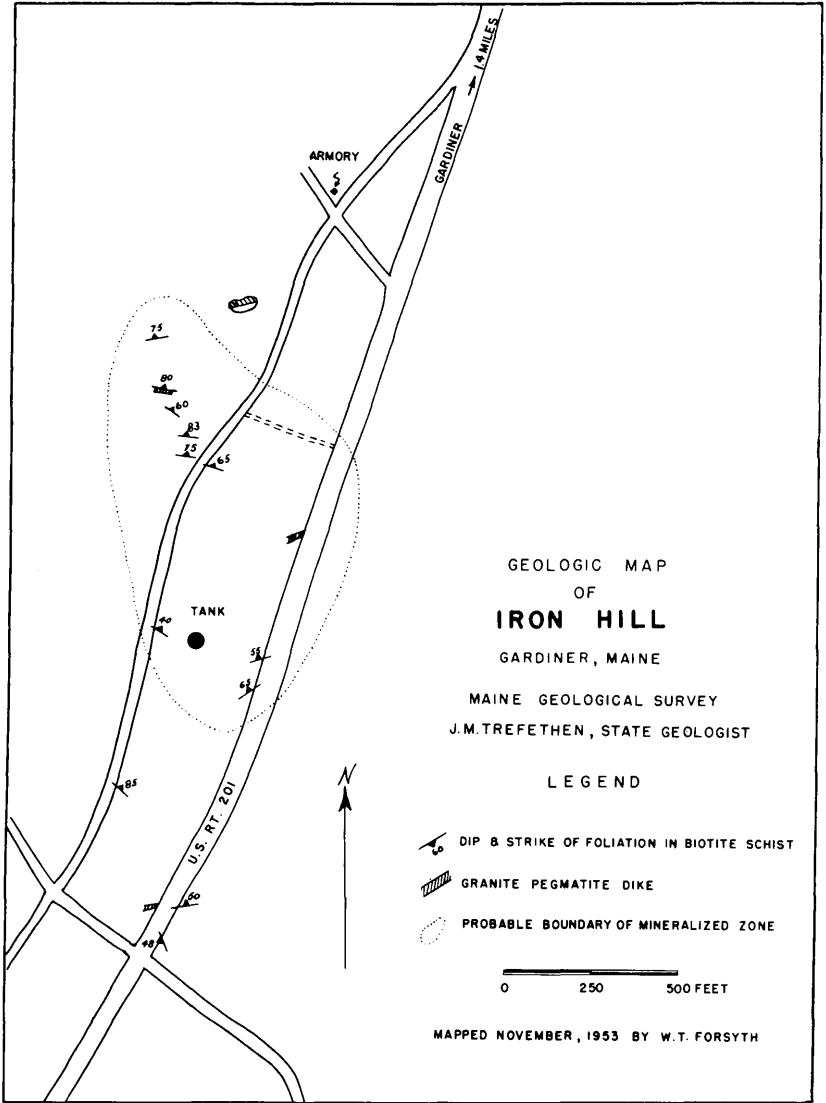 1.4 MILES
GARDINER
ARMORY
75
80
60
83
75
65
TANK
40
55
65
85
U.S. RT. 201
60
48
N
GEOLOGIC MAP
OF
IRON HILL
GARDINER, MAINE
MAINE GEOLOGICAL SURVEY
J.M. TREFETHEN, STATE GEOLOGIST
LEGEND
60 DIP & STRIKE OF FOLIATION IN BIOTITE SCHIST
GRANITE PEGMATITE DIKE
PROBABLE BOUNDARY OF MINERALIZED ZONE
0 250 500 FEET
MAPPED NOVEMBER, 1953 BY W.T. FORSYTH